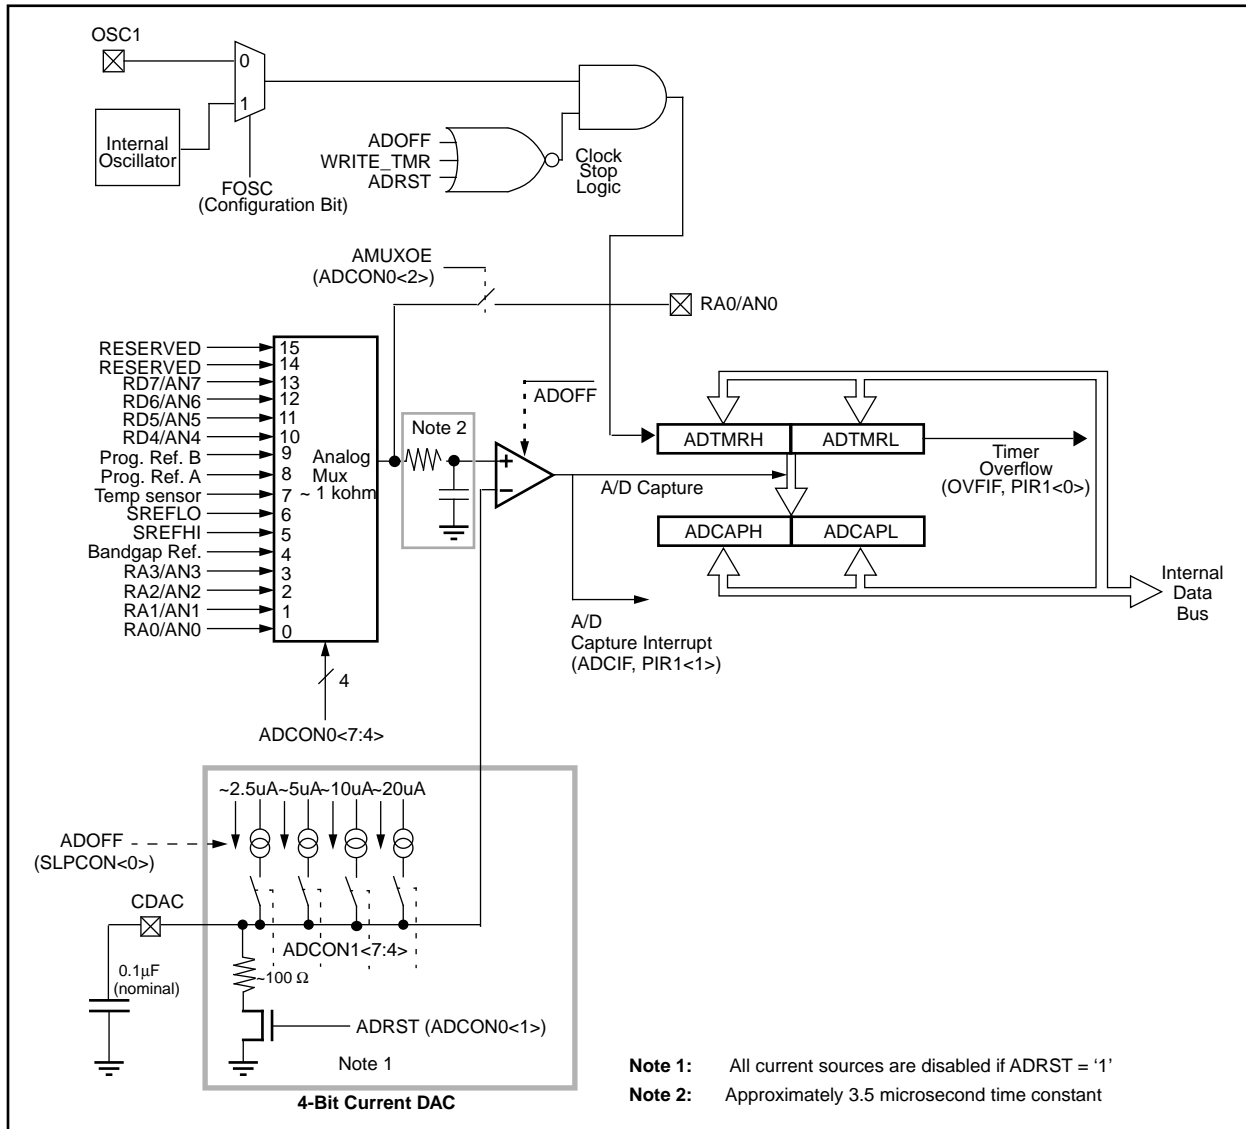 OSC1
0
1
Internal
Oscillator
FOSC
(Configuration Bit)
ADOFF
WRITE_TMR
ADRST
Clock
Stop
Logic
AMUXOE
(ADCON0<2>)
RA0/AN0
RESERVED 15
RESERVED 14
RD7/AN7 13
RD6/AN6 12
RD5/AN5 11
RD4/AN4 10
Prog. Ref. B 9
Prog. Ref. A 8
Temp sensor 7
SREFLO 6
SREFHI 5
Bandgap Ref. 4
RA3/AN3 3
RA2/AN2 2
RA1/AN1 1
RA0/AN0 0
Analog
Mux
~ 1 kohm
4
ADCON0<7:4>
Note 2
ADOFF
+
−
A/D Capture
A/D
Capture Interrupt
(ADCIF, PIR1<1>)
ADTMRH ADTMRL
Timer
Overflow
(OVFIF, PIR1<0>)
ADCAPH ADCAPL
Internal
Data
Bus
~2.5uA ~5uA ~10uA ~20uA
ADOFF
(SLPCON<0>)
CDAC
ADCON1<7:4>
0.1µF
(nominal)
~100 Ω
ADRST (ADCON0<1>)
Note 1
4-Bit Current DAC
Note 1: All current sources are disabled if ADRST = ‘1’
Note 2: Approximately 3.5 microsecond time constant